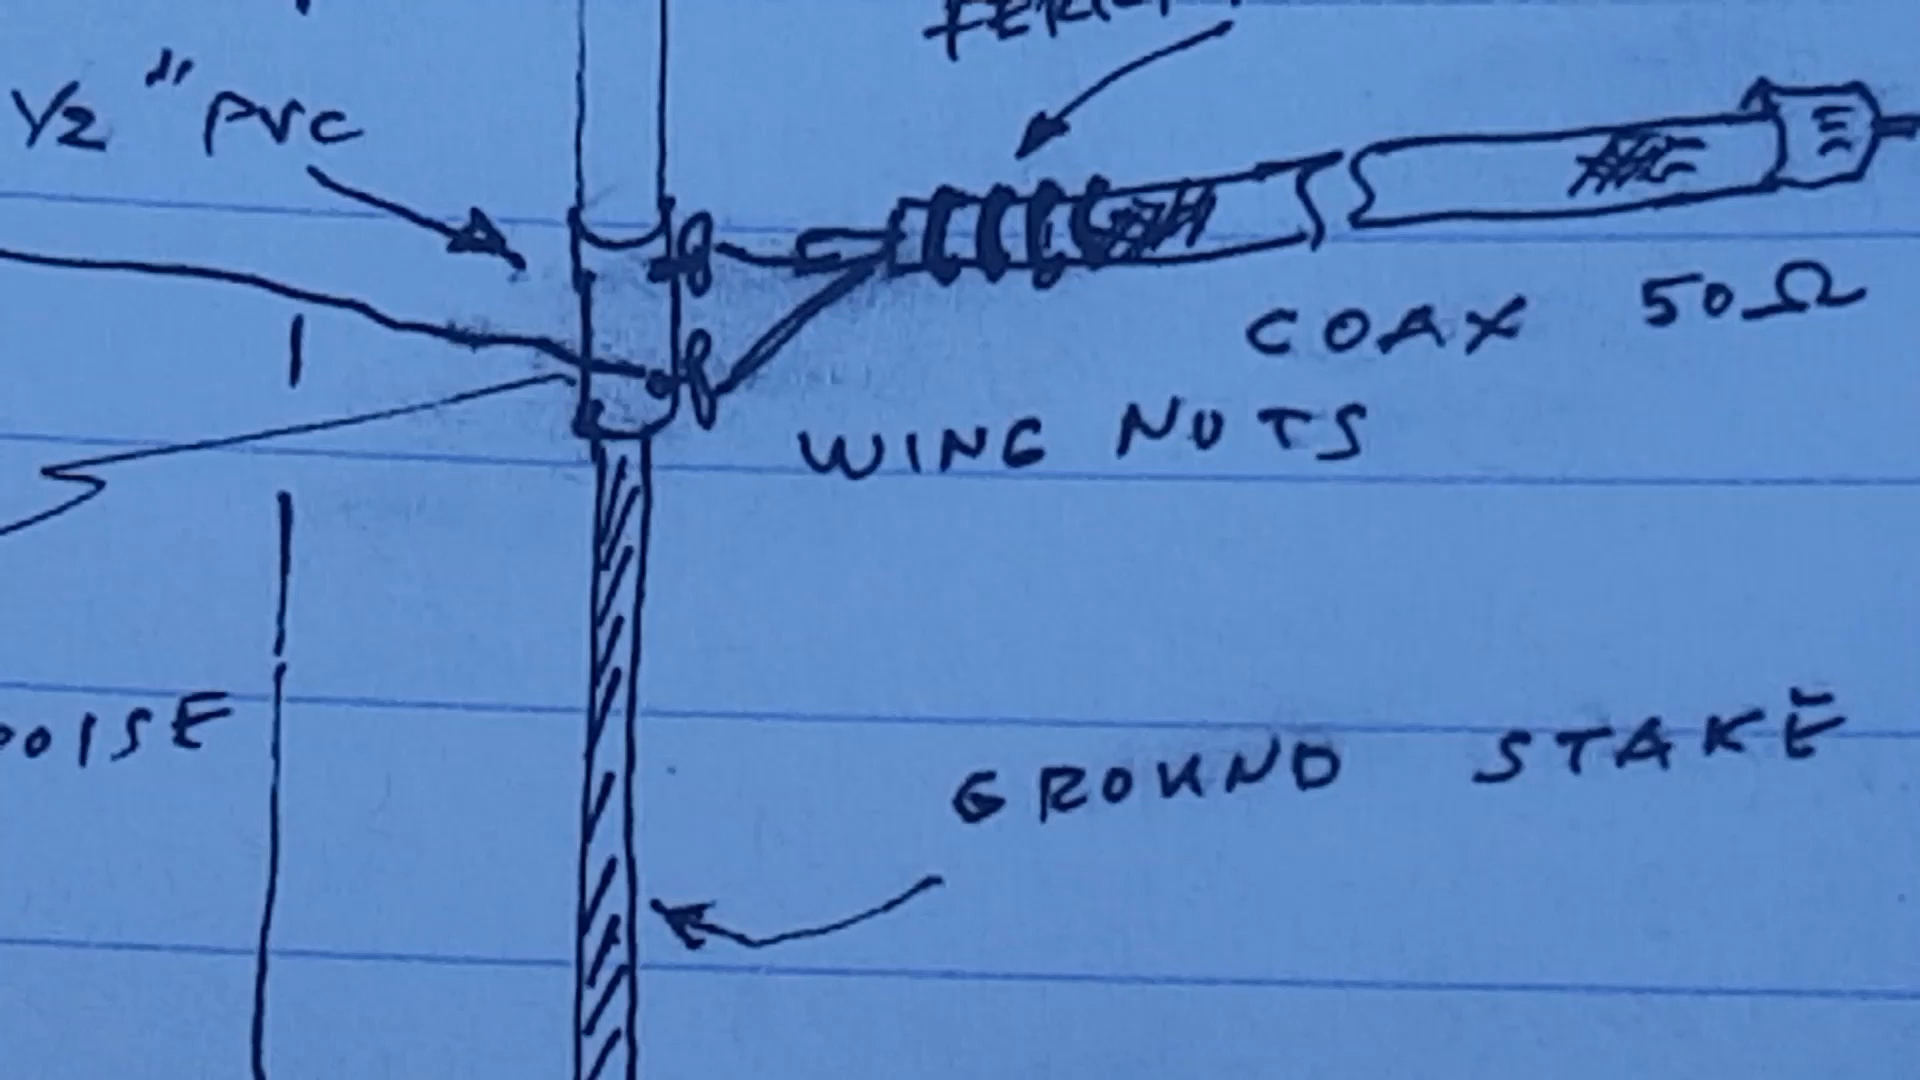 1/2" PVC
COAX 50Ω
WING NUTS
GROUND STAKE